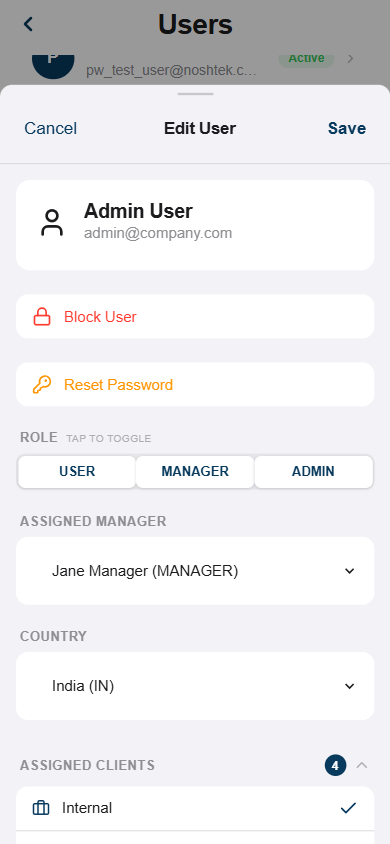 Users
P
Active
pw_test_user@noshtek.c...
Cancel
Edit User
Save
Admin User
admin@company.com
Block User
Reset Password
ROLE TAP TO TOGGLE
USER
MANAGER
ADMIN
ASSIGNED MANAGER
Jane Manager (MANAGER)
COUNTRY
India (IN)
ASSIGNED CLIENTS
4
Internal